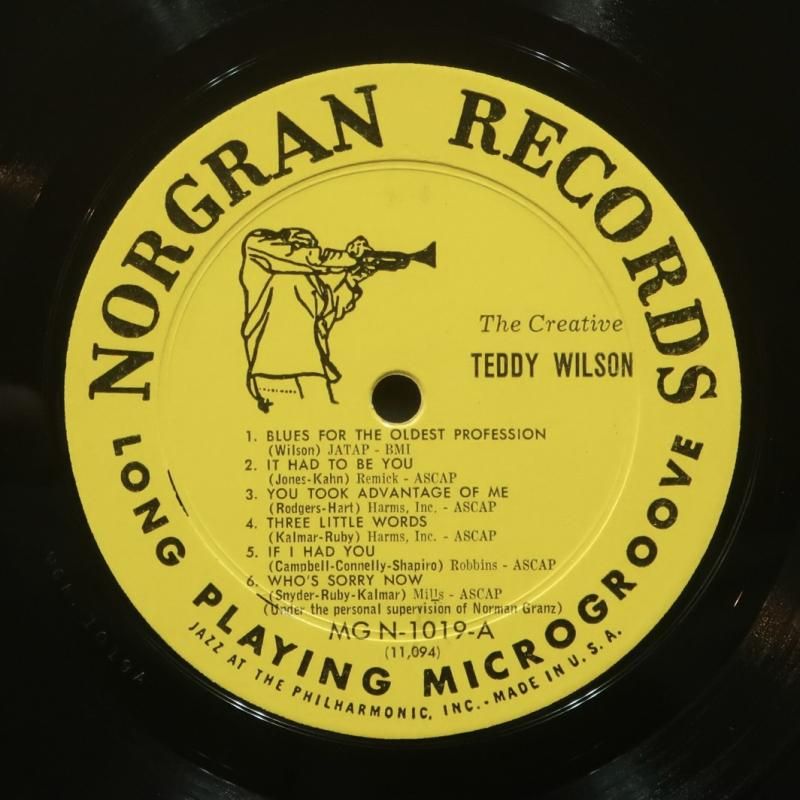 NORGRAN RECORDS
The Creative
TEDDY WILSON
1. BLUES FOR THE OLDEST PROFESSION
(Wilson) JATAP - BMI
2. IT HAD TO BE YOU
(Jones-Kahn) Remick - ASCAP
3. YOU TOOK ADVANTAGE OF ME
(Rodgers-Hart) Harms, Inc. - ASCAP
4. THREE LITTLE WORDS
(Kalmar-Ruby) Harms, Inc. - ASCAP
5. IF I HAD YOU
(Campbell-Connelly-Shapiro) Robbins - ASCAP
6. WHO'S SORRY NOW
(Snyder-Ruby-Kalmar) Mills - ASCAP
(Under the personal supervision of Norman Granz)
MG N-1019-A
(11,094)
LONG PLAYING MICROGROOVE
JAZZ AT THE PHILHARMONIC, INC. - MADE IN U. S. A.